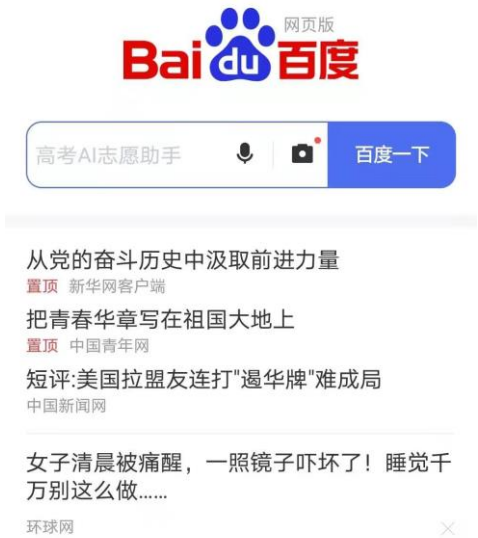 网页版
Bai du 百度
高考AI志愿助手
百度一下
从党的奋斗历史中汲取前进力量
置顶 新华网客户端
把青春华章写在祖国大地上
置顶 中国青年网
短评:美国拉盟友连打"遏华牌"难成局
中国新闻网
女子清晨被痛醒，一照镜子吓坏了！睡觉千
万别这么做......
环球网